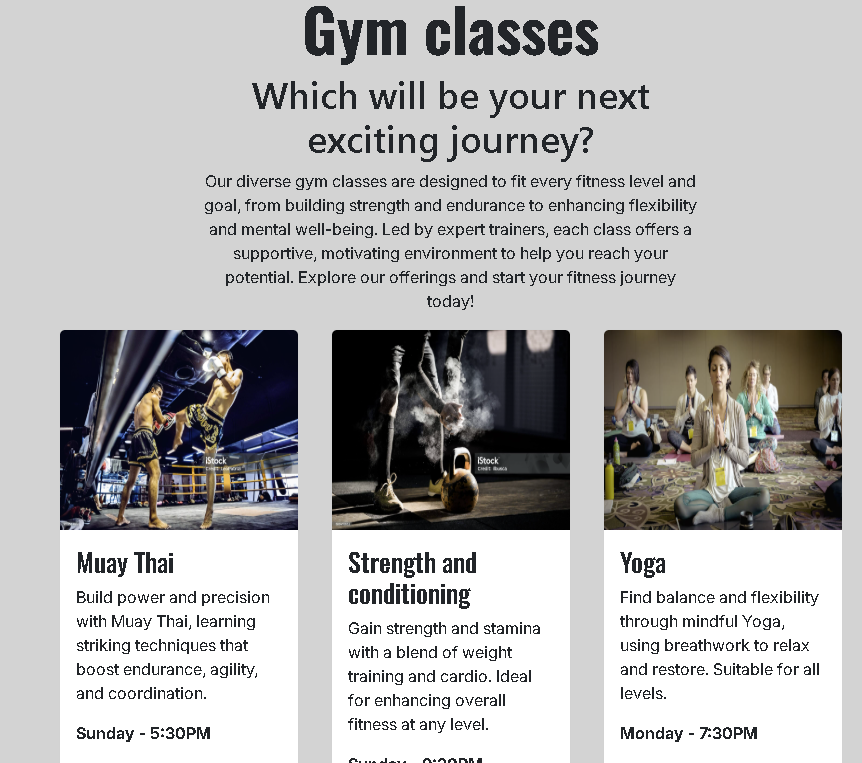 Gym classes
Which will be your next
exciting journey?
Our diverse gym classes are designed to fit every fitness level and
goal, from building strength and endurance to enhancing flexibility
and mental well-being. Led by expert trainers, each class offers a
supportive, motivating environment to help you reach your
potential. Explore our offerings and start your fitness journey
today!
iStock
iStock
Muay Thai
Build power and precision
with Muay Thai, learning
striking techniques that
boost endurance, agility,
and coordination.
Sunday - 5:30PM
Strength and
conditioning
Gain strength and stamina
with a blend of weight
training and cardio. Ideal
for enhancing overall
fitness at any level.
Yoga
Find balance and flexibility
through mindful Yoga,
using breathwork to relax
and restore. Suitable for all
levels.
Monday - 7:30PM